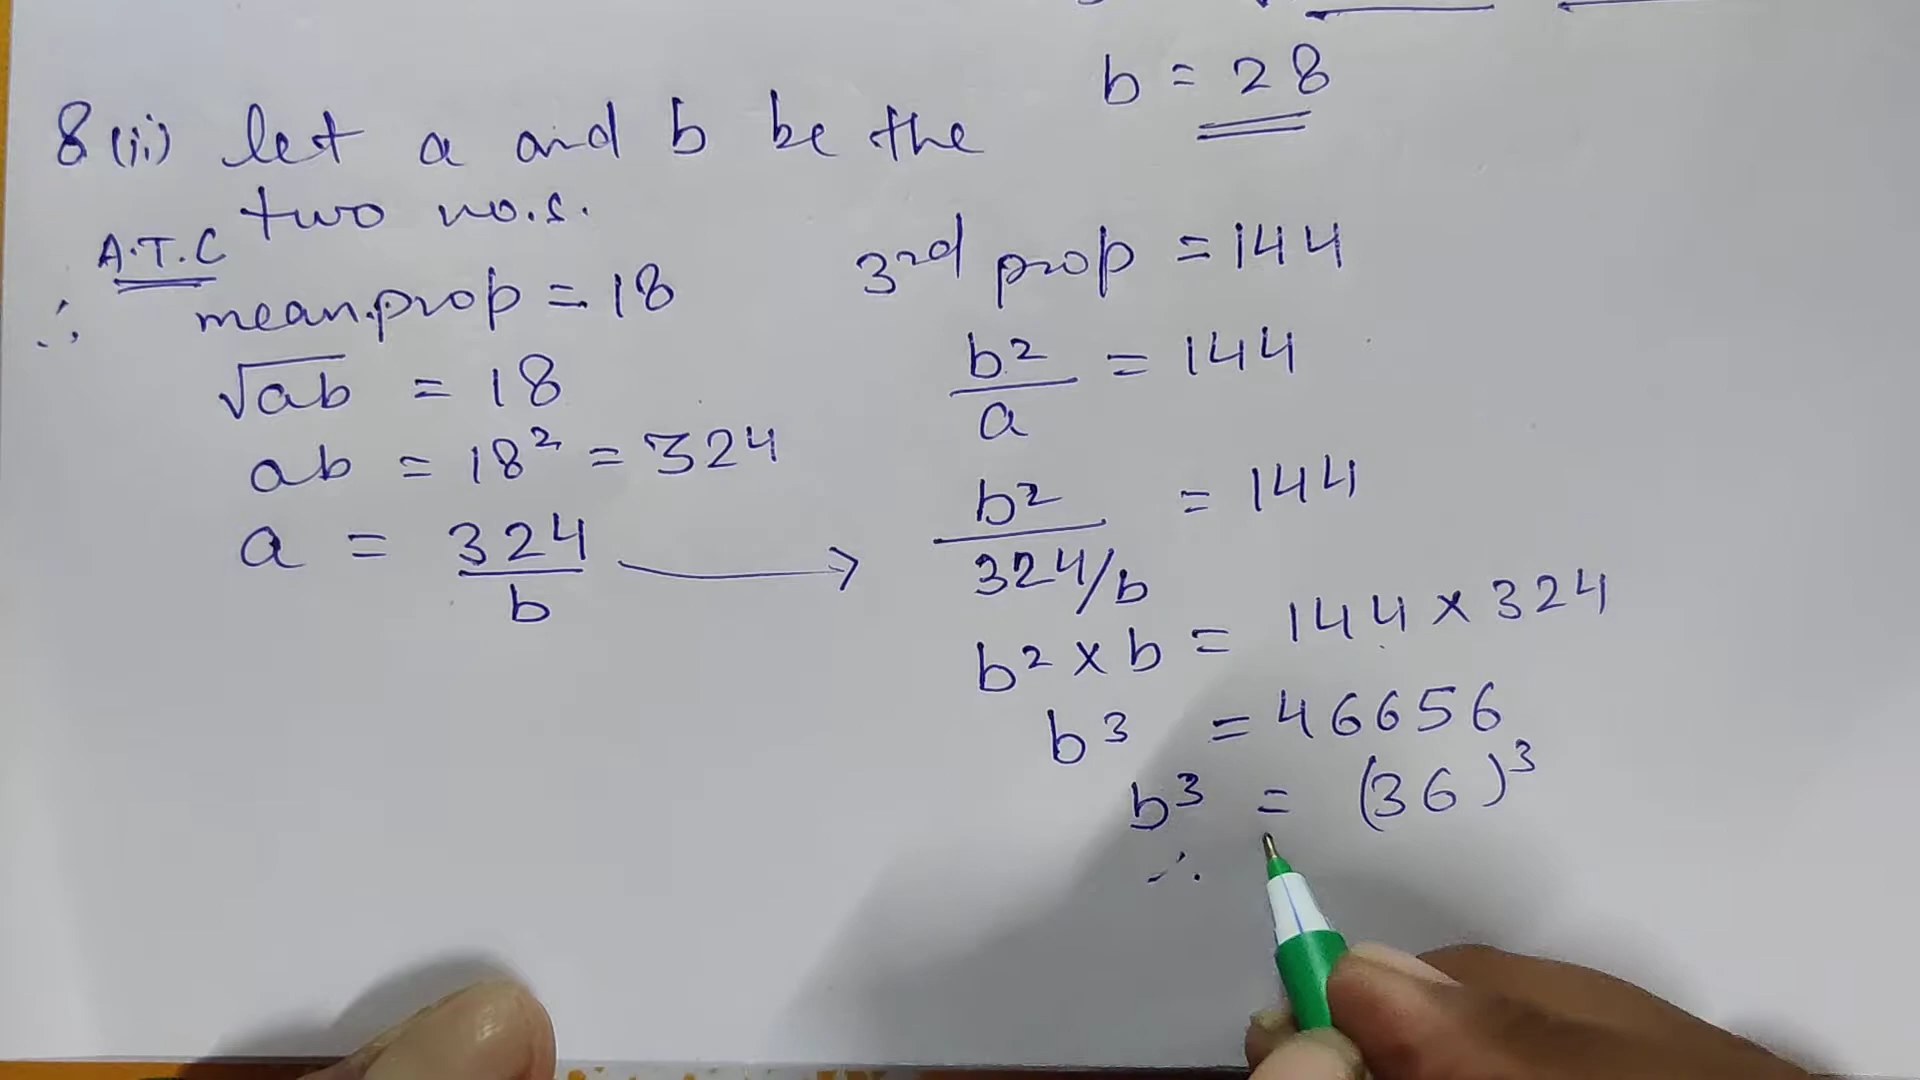 b = 28
8(ii) let a and b be the
two no.s.
A.T.C
∴ mean.prop = 18
√ab = 18
ab = 18² = 324
a = 324/b →
3rd prop = 144
b²/a = 144
b²/(324/b) = 144
b² × b = 144 × 324
b³ = 46656
b³ = (36)³
∴